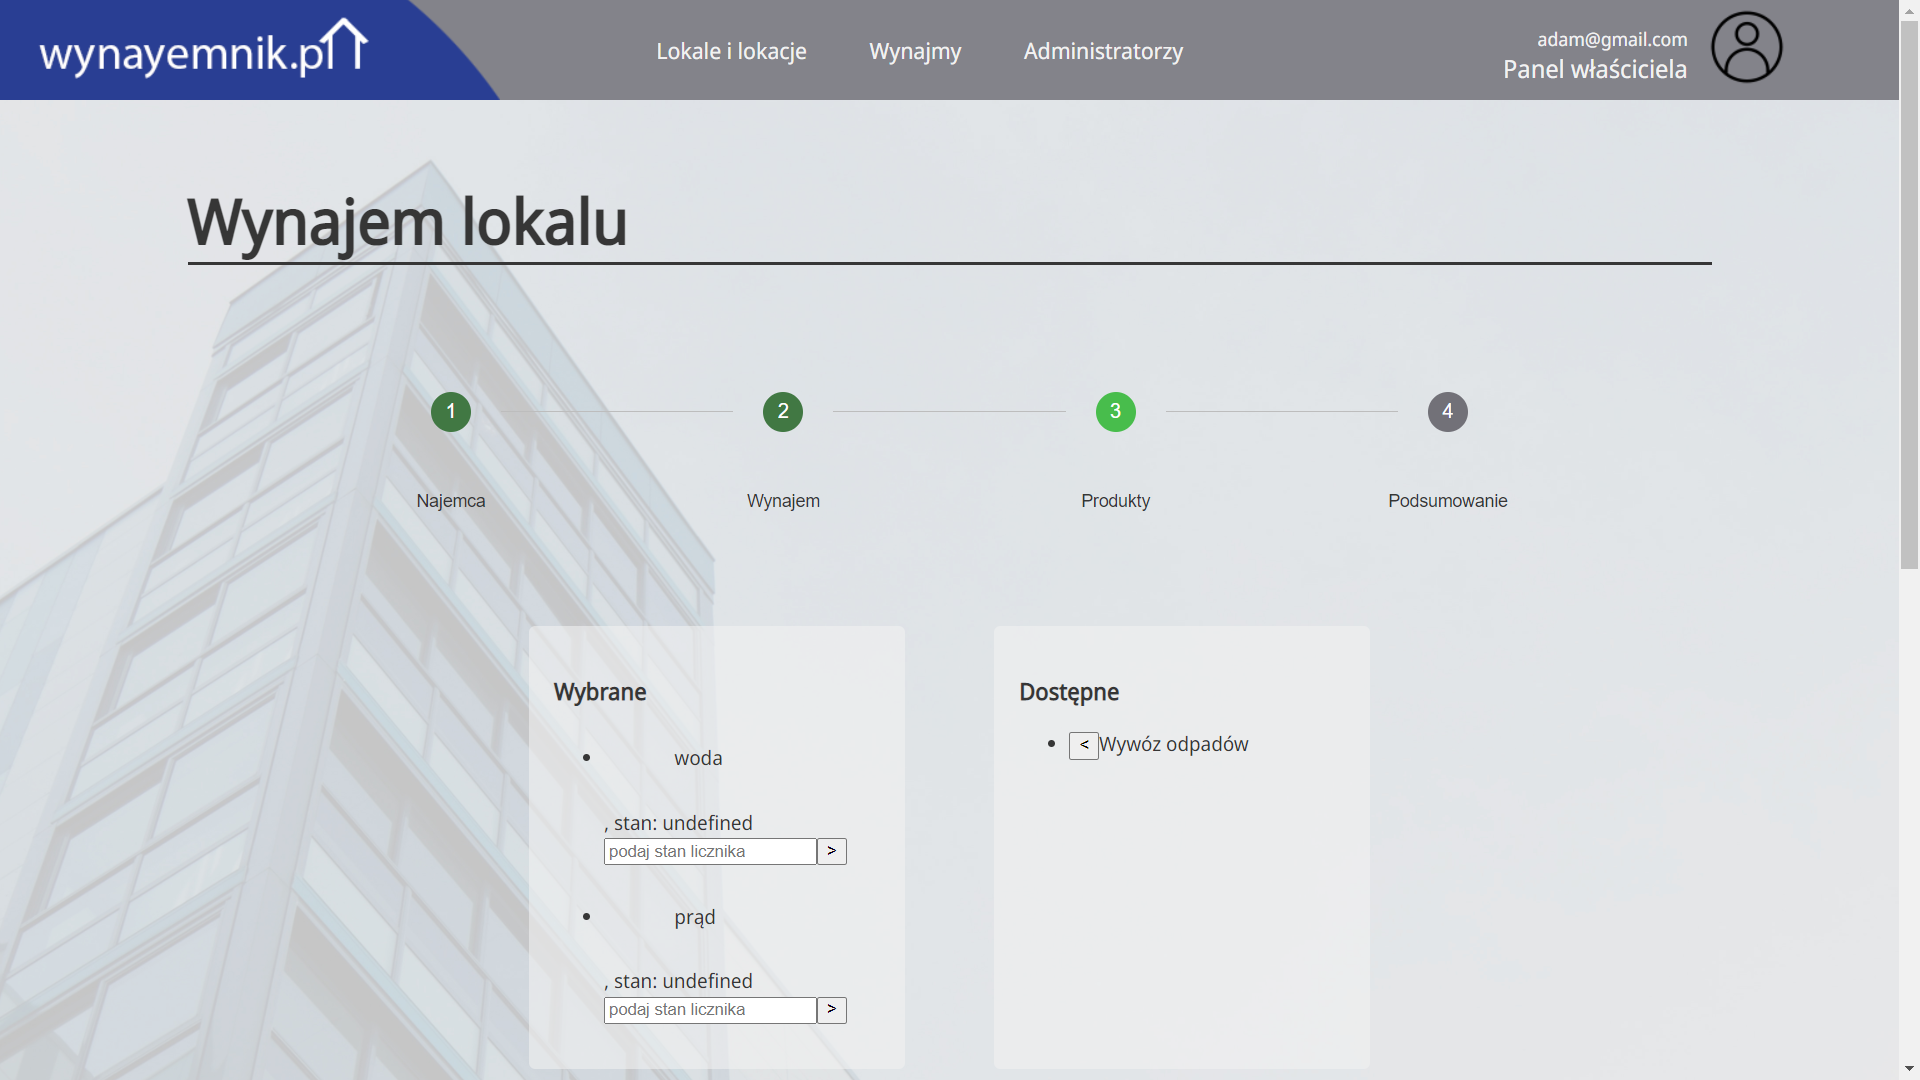 wynayemnik.pl
Lokale i lokacje
Wynajmy
Administratorzy
adam@gmail.com
Panel właściciela
Wynajem lokalu
1
2
3
4
Najemca
Wynajem
Produkty
Podsumowanie
Wybrane
• woda
, stan: undefined
podaj stan licznika >
• prąd
, stan: undefined
podaj stan licznika >
Dostępne
• < Wywóz odpadów